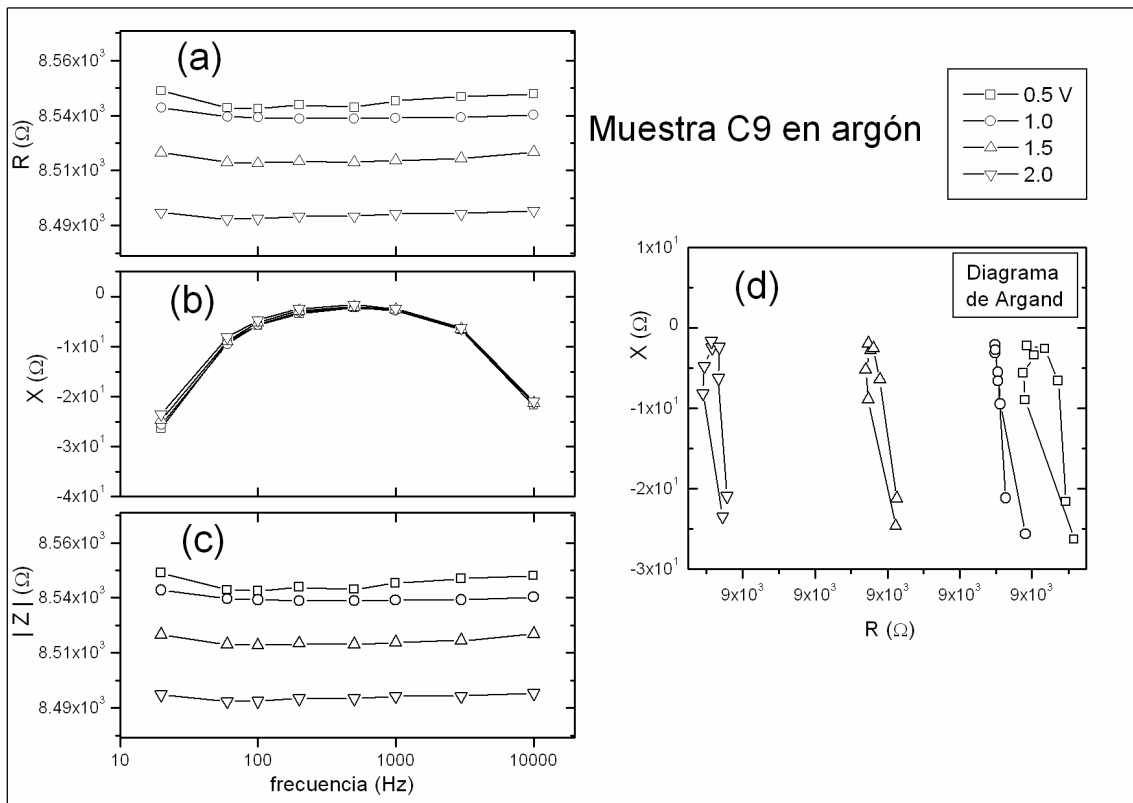 (a)
8.56x10³
8.54x10³
8.51x10³
8.49x10³
R (Ω)
(b)
0
-1x10¹
-2x10¹
-3x10¹
-4x10¹
X (Ω)
(c)
8.56x10³
8.54x10³
8.51x10³
8.49x10³
| Z | (Ω)
10 100 1000 10000
frecuencia (Hz)
Muestra C9 en argón
0.5 V
1.0
1.5
2.0
(d)
Diagrama
de Argand
1x10¹
0
-1x10¹
-2x10¹
-3x10¹
X (Ω)
9x10³ 9x10³ 9x10³ 9x10³ 9x10³
R (Ω)